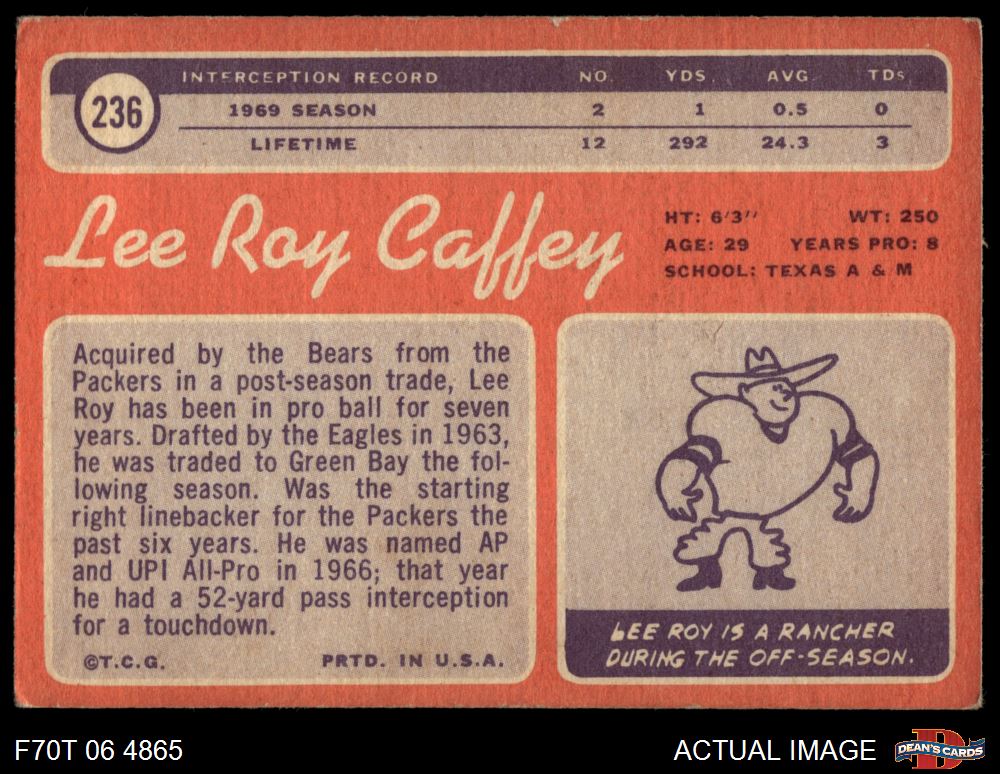 236
INTERCEPTION RECORD NO. YDS. AVG. TDs
1969 SEASON 2 1 0.5 0
LIFETIME 12 292 24.3 3
Lee Roy Caffey
HT: 6'3" WT: 250
AGE: 29 YEARS PRO: 8
SCHOOL: TEXAS A & M
Acquired by the Bears from the
Packers in a post-season trade, Lee
Roy has been in pro ball for seven
years. Drafted by the Eagles in 1963,
he was traded to Green Bay the fol-
lowing season. Was the starting
right linebacker for the Packers the
past six years. He was named AP
and UPI All-Pro in 1966; that year
he had a 52-yard pass interception
for a touchdown.
©T.C.G. PRTD. IN U.S.A.
LEE ROY IS A RANCHER
DURING THE OFF-SEASON.
F70T 06 4865
ACTUAL IMAGE
D
DEAN'S CARDS